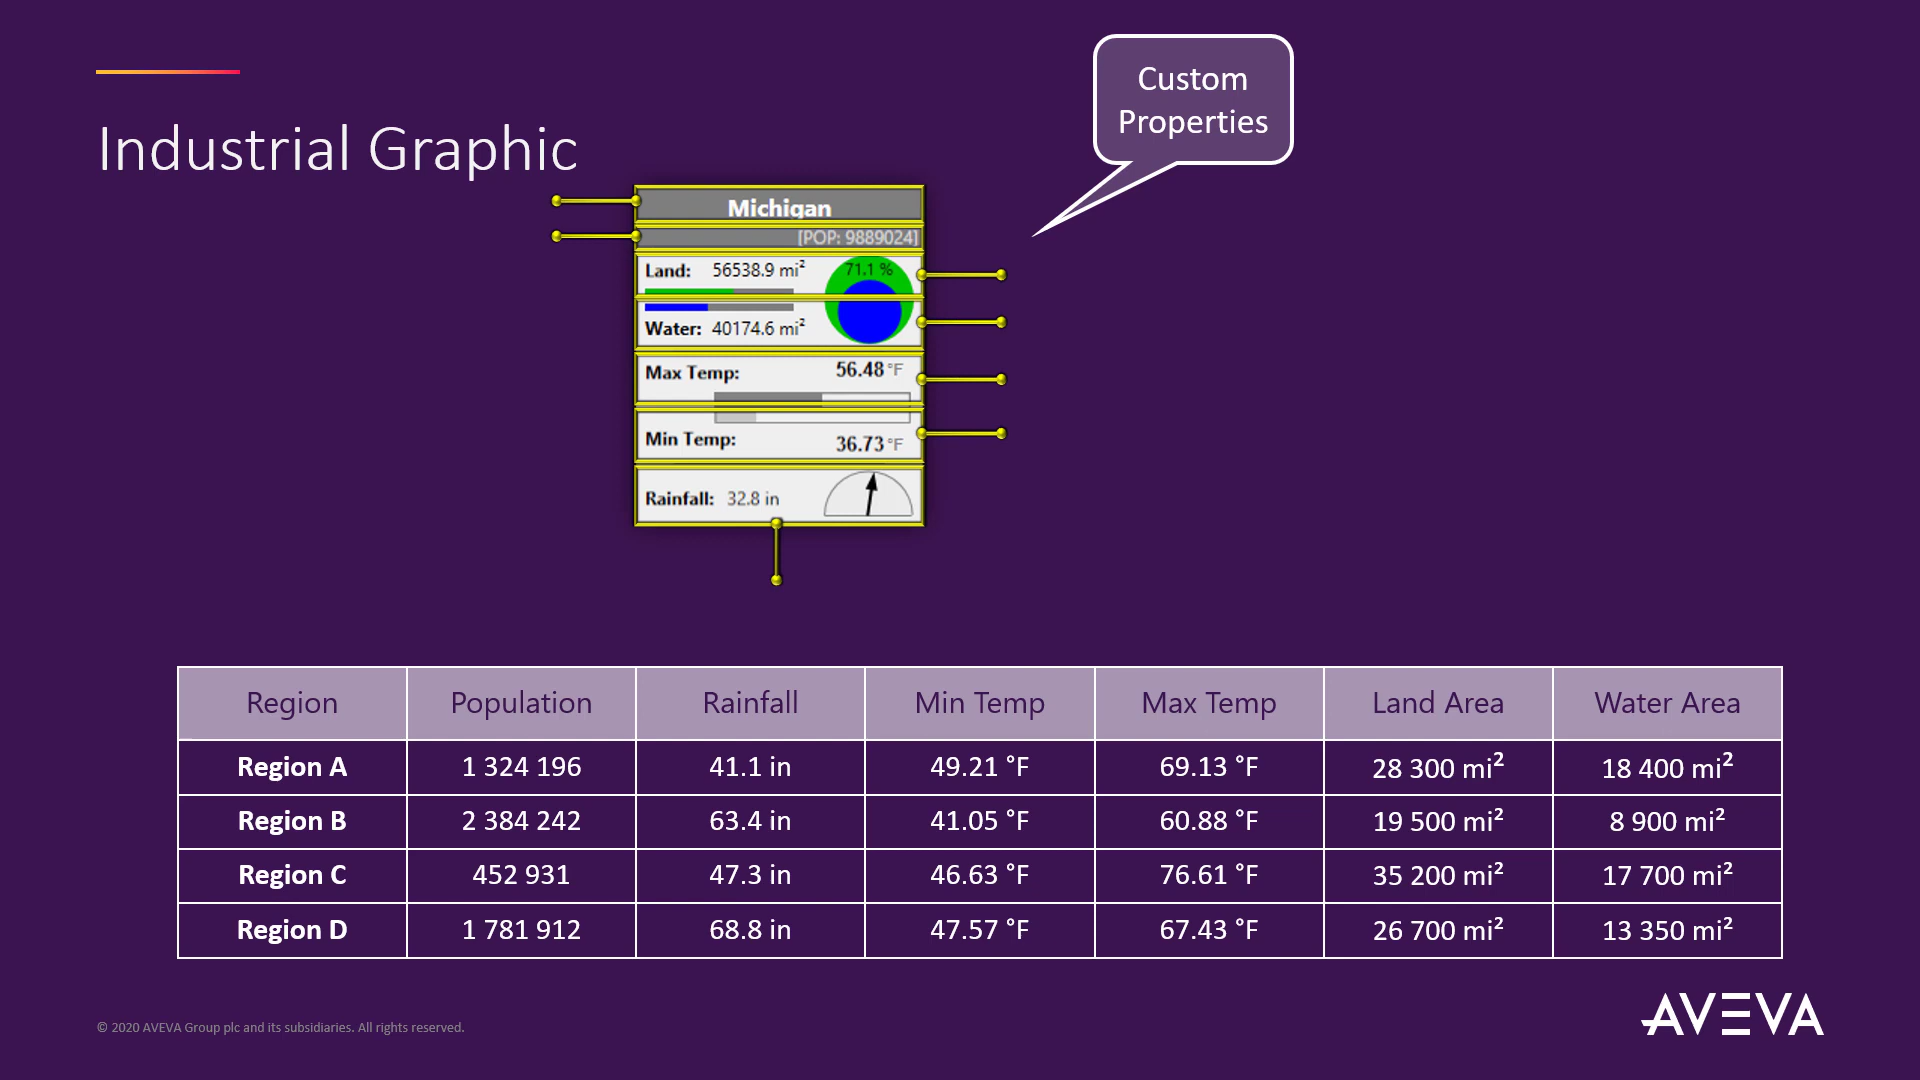 Custom
Properties
Industrial Graphic
Michigan
[POP: 9889024]
Land: 56538.9 mi²
71.1 %
Water: 40174.6 mi²
Max Temp: 56.48 °F
Min Temp: 36.73 °F
Rainfall: 32.8 in
Region Population Rainfall Min Temp Max Temp Land Area Water Area
Region A 1 324 196 41.1 in 49.21 °F 69.13 °F 28 300 mi² 18 400 mi²
Region B 2 384 242 63.4 in 41.05 °F 60.88 °F 19 500 mi² 8 900 mi²
Region C 452 931 47.3 in 46.63 °F 76.61 °F 35 200 mi² 17 700 mi²
Region D 1 781 912 68.8 in 47.57 °F 67.43 °F 26 700 mi² 13 350 mi²
© 2020 AVEVA Group plc and its subsidiaries. All rights reserved.
AVEVA